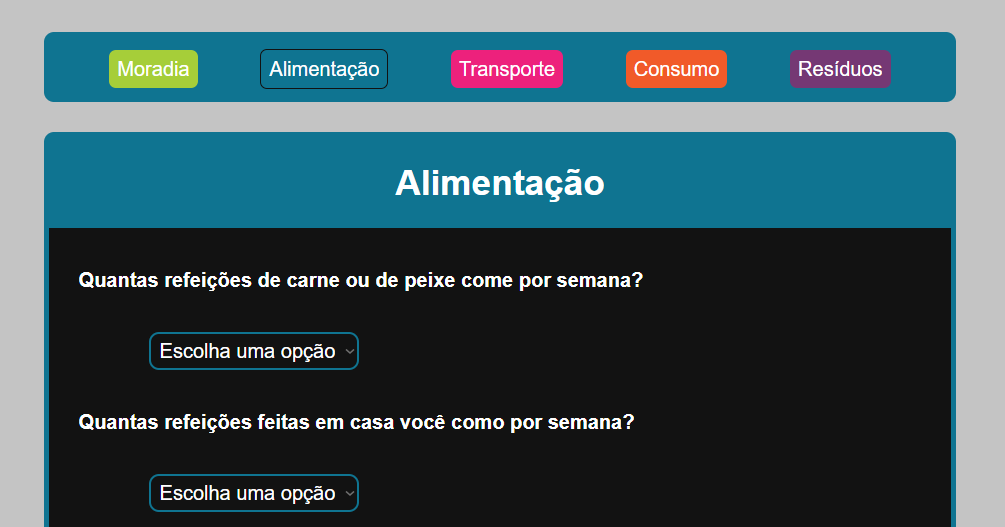 Moradia Alimentação Transporte Consumo Resíduos
Alimentação
Quantas refeições de carne ou de peixe come por semana?
Escolha uma opção
Quantas refeições feitas em casa você como por semana?
Escolha uma opção